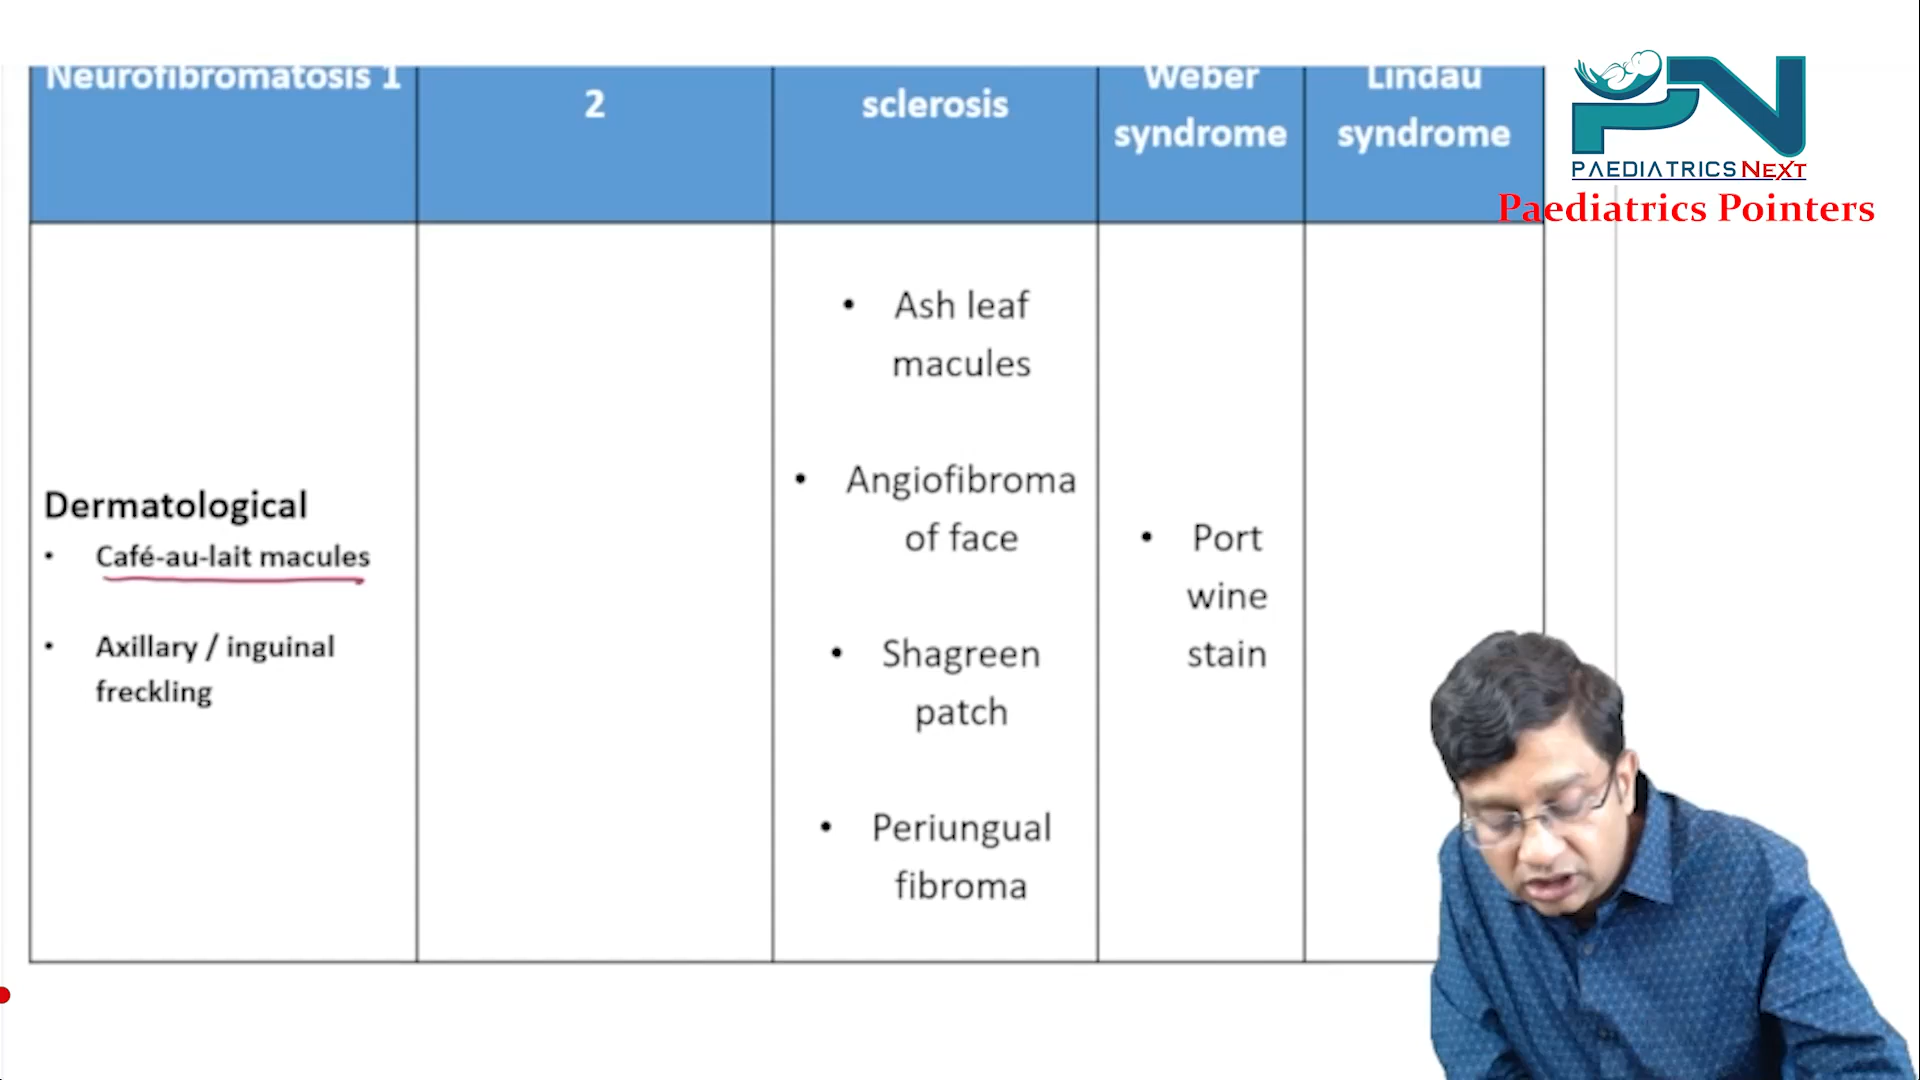 Neurofibromatosis 1
2
sclerosis
Weber
syndrome
Lindau
syndrome
PAEDIATRICS NEXT
Paediatrics Pointers
Dermatological
• Café-au-lait macules
• Axillary / inguinal
freckling
• Ash leaf
macules
• Angiofibroma
of face
• Shagreen
patch
• Periungual
fibroma
• Port
wine
stain